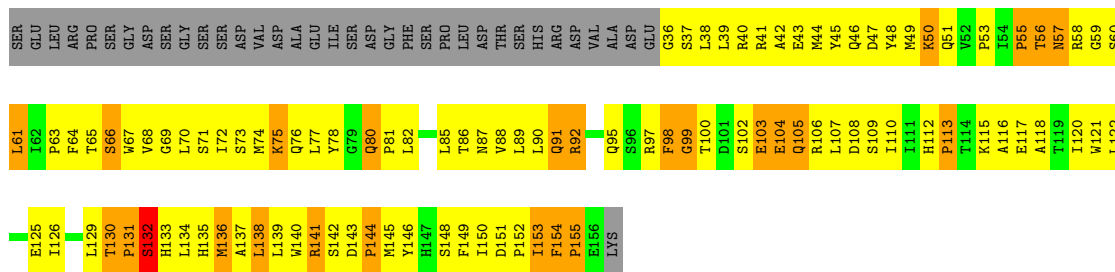 SER GLU LEU ARG PRO SER GLY ASP SER GLY SER SER ASP VAL ASP ALA GLU ILE SER ASP GLY PHE SER PRO LEU ASP THR SER HIS ARG ASP VAL ALA ASP GLU G36 S37 L38 L39 R40 R41 A42 E43 M44 Y45 Q46 D47 Y48 M49 K50 Q51 V52 P53 I54 P55 T56 N57 R58 G59 S60
L61 I62 P63 F64 T65 S66 W67 V68 G69 L70 S71 I72 S73 M74 K75 Q76 L77 Y78 G79 Q80 P81 L82 L85 T86 N87 V88 L89 L90 Q91 R92 Q95 S96 R97 F98 G99 T100 D101 S102 E103 E104 Q105 R106 L107 D108 S109 I110 I111 H112 P113 T114 K115 A116 E117 A118 T119 I120 W121 L122
E125 I126 L129 T130 P131 S132 H133 L134 H135 M136 A137 L138 L139 W140 R141 S142 D143 P144 M145 Y146 H147 S148 F149 I150 D151 P152 I153 F154 P155 E156 LYS